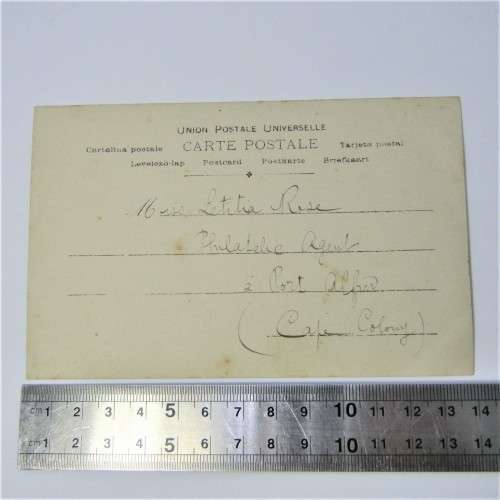 UNION POSTALE UNIVERSELLE
Cartolina postale CARTE POSTALE Tarjeta postal
Levelezö-lap Postcard Postkarte Briefkaart
Miss Letitia Rose
Philatelic Agent
à Port Alfred
(Cape Colony)
cm 1 2 3 4 5 6 7 8 9 10 11 12 13 14
cm 1 2 3 4 5 6 7 8 9 10 11 12 13 14